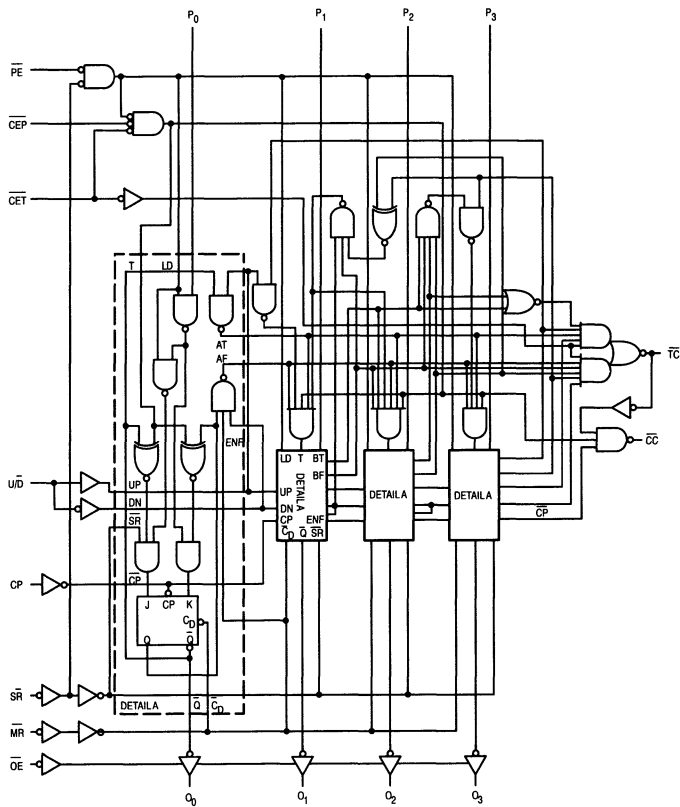 P0
P1
P2
P3
PE
CEP
CET
T
LD
AT
AF
ENF
U/D
UP
DN
SR
CP
CP
J
CP
K
CD
Q
Q
DETAILA
Q
CD
SR
MR
OE
LD
T
BT
DETAILA
BF
UP
DN
CP
ENF
CD
Q
SR
DETAILA
DETAILA
CP
TC
CC
O0
O1
O2
O3